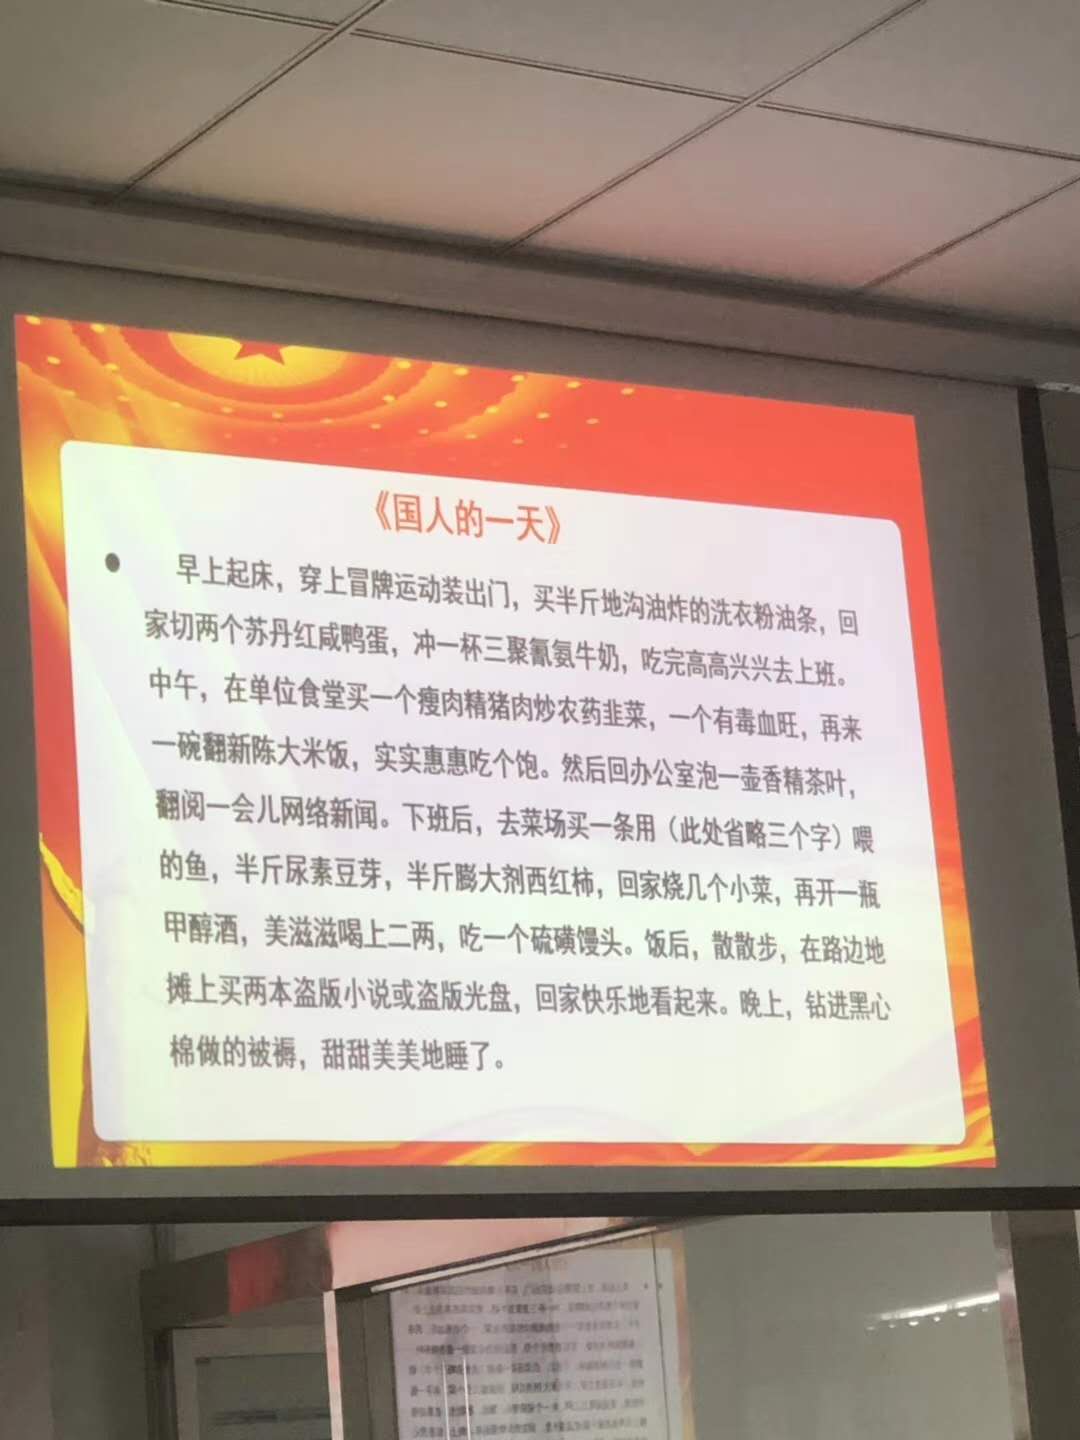 《国人的一天》
● 早上起床，穿上冒牌运动装出门，买半斤地沟油炸的洗衣粉油条，回
家切两个苏丹红咸鸭蛋，冲一杯三聚氰氨牛奶，吃完高高兴兴去上班。
中午，在单位食堂买一个瘦肉精猪肉炒农药韭菜，一个有毒血旺，再来
一碗翻新陈大米饭，实实惠惠吃个饱。然后回办公室泡一壶香精茶叶，
翻阅一会儿网络新闻。下班后，去菜场买一条用（此处省略三个字）喂
的鱼，半斤尿素豆芽，半斤膨大剂西红柿，回家烧几个小菜，再开一瓶
甲醇酒，美滋滋喝上二两，吃一个硫磺馒头。饭后，散散步，在路边地
摊上买两本盗版小说或盗版光盘，回家快乐地看起来。晚上，钻进黑心
棉做的被褥，甜甜美美地睡了。